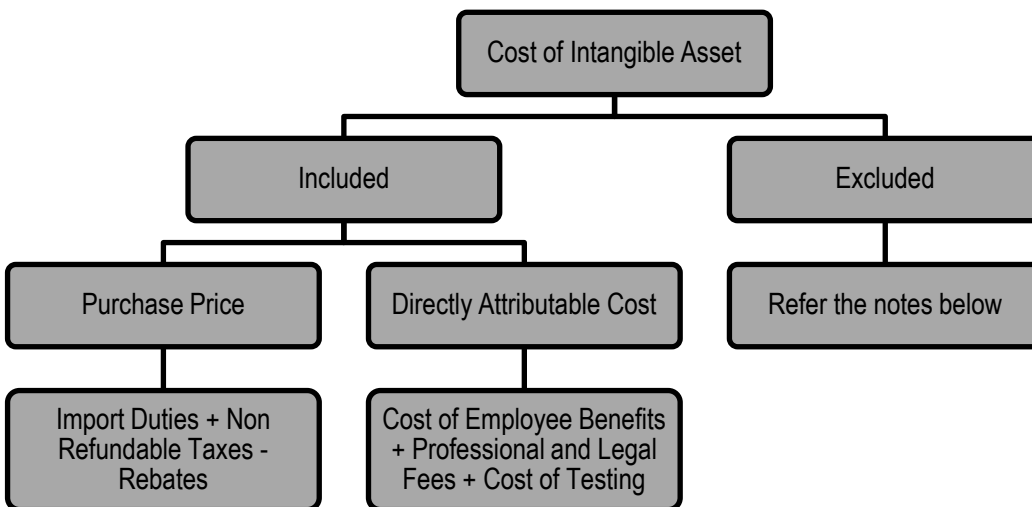 Cost of Intangible Asset
Included
Excluded
Purchase Price
Directly Attributable Cost
Refer the notes below
Import Duties + Non
Refundable Taxes -
Rebates
Cost of Employee Benefits
+ Professional and Legal
Fees + Cost of Testing